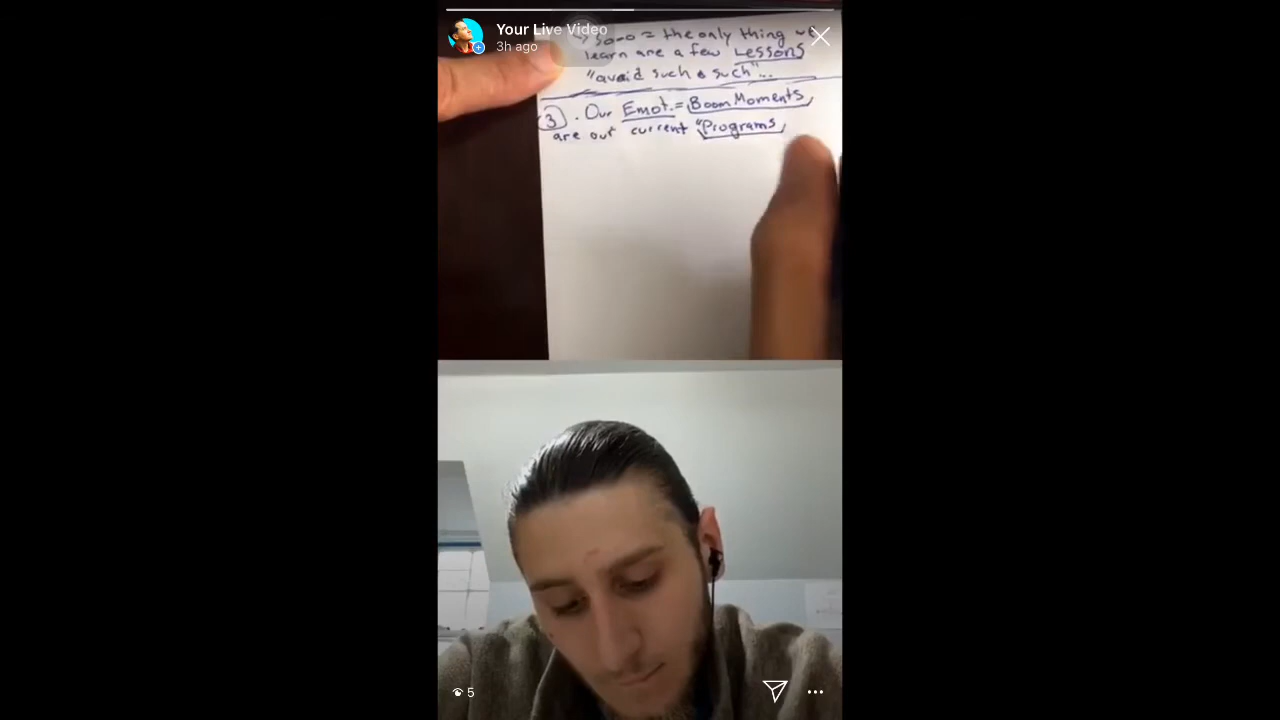 Your Live Video
3h ago
= the only thing we
learn are a few Lessons
"avoid such & such"...
3. Our Emot. = Boom Moments
are out current "Programs
5